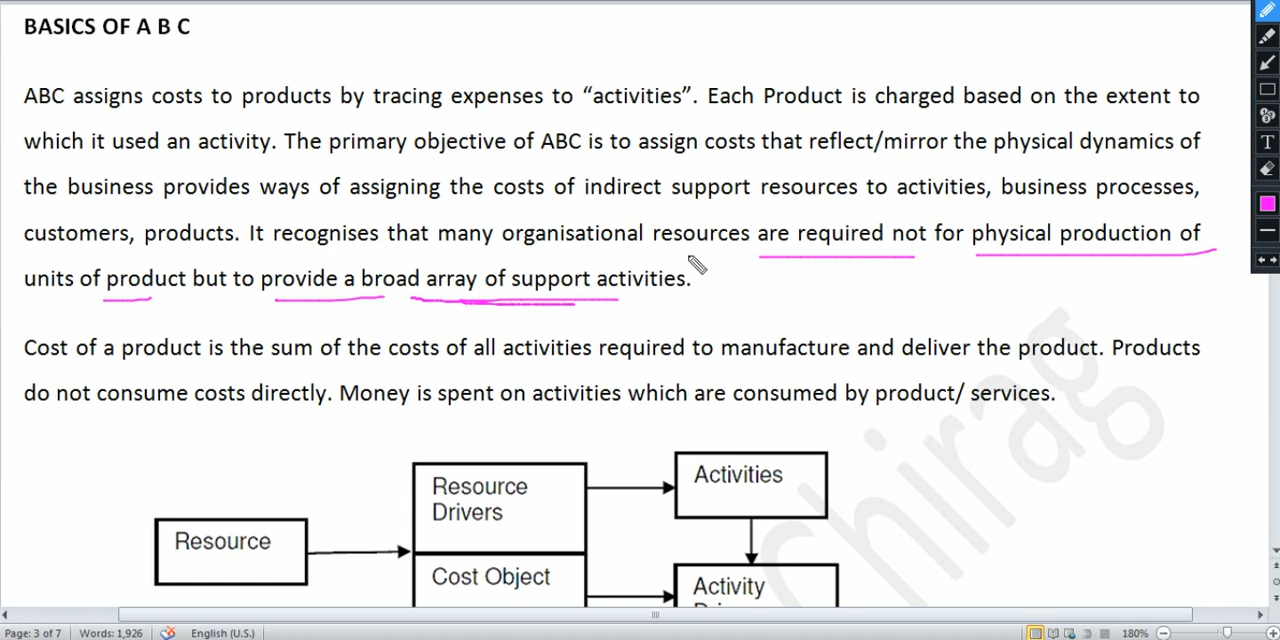 BASICS OF A B C
ABC assigns costs to products by tracing expenses to “activities”. Each Product is charged based on the extent to
which it used an activity. The primary objective of ABC is to assign costs that reflect/mirror the physical dynamics of
the business provides ways of assigning the costs of indirect support resources to activities, business processes,
customers, products. It recognises that many organisational resources are required not for physical production of
units of product but to provide a broad array of support activities.
Cost of a product is the sum of the costs of all activities required to manufacture and deliver the product. Products
do not consume costs directly. Money is spent on activities which are consumed by product/ services.
Resource
Resource
Drivers
Cost Object
Activities
Activity
Chirag
T
Page: 3 of 7
Words: 1,926
English (U.S.)
180%